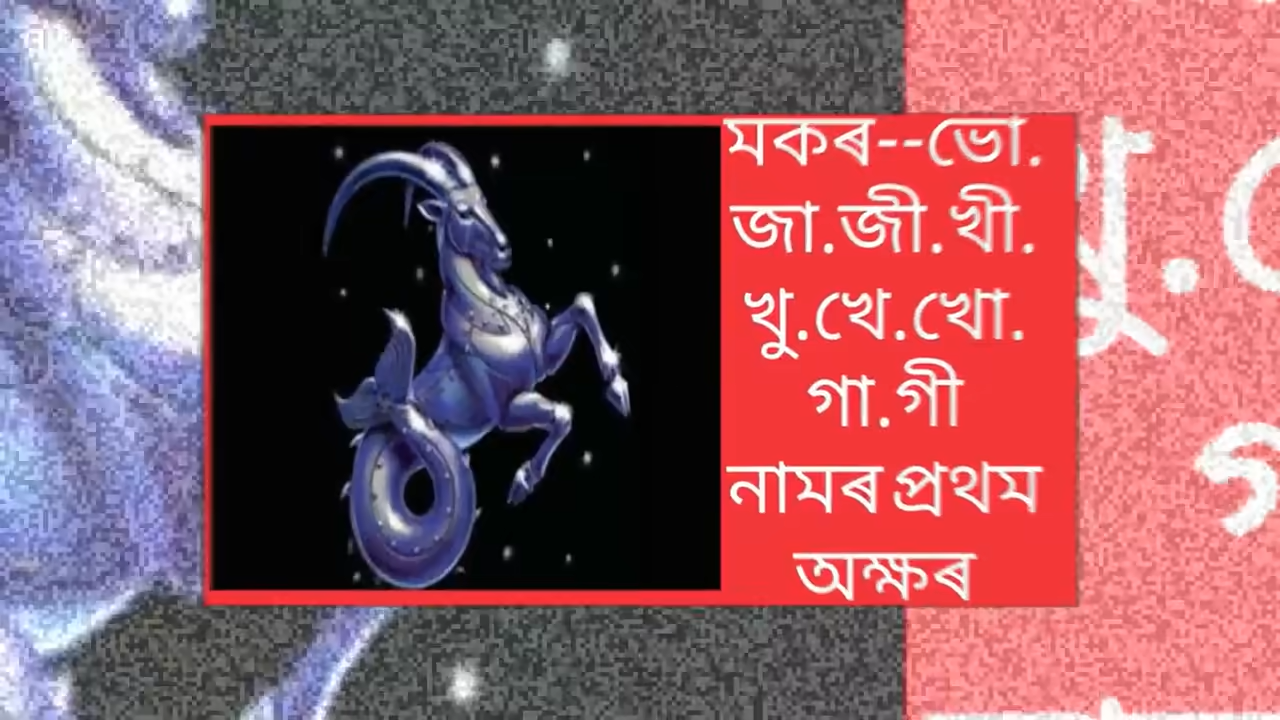 মকৰ--ভো.
জা.জী.খী.
খু.খে.খো.
গা.গী
নামৰ প্ৰথম
অক্ষৰ